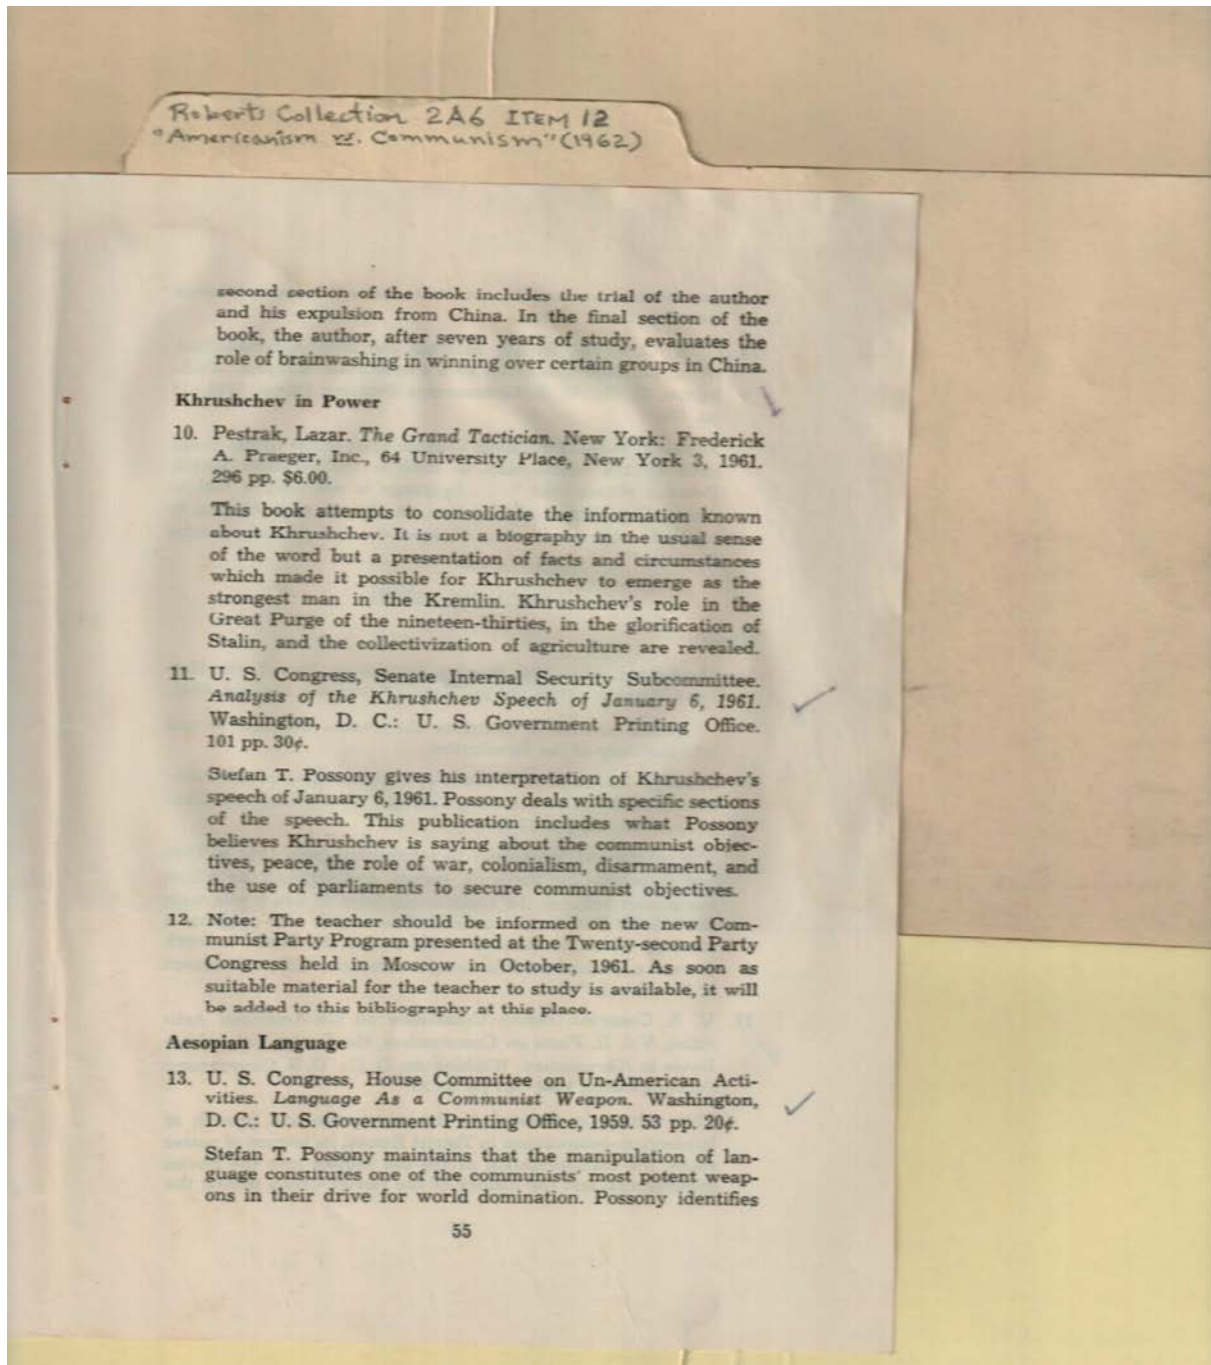 Roberts Collection 2A6 ITEM 12
"Americanism vs. Communism" (1962)
second section of the book includes the trial of the author
and his expulsion from China. In the final section of the
book, the author, after seven years of study, evaluates the
role of brainwashing in winning over certain groups in China.
Khrushchev in Power
10. Pestrak, Lazar. The Grand Tactician. New York: Frederick
A. Praeger, Inc., 64 University Place, New York 3, 1961.
296 pp. $6.00.
This book attempts to consolidate the information known
about Khrushchev. It is not a biography in the usual sense
of the word but a presentation of facts and circumstances
which made it possible for Khrushchev to emerge as the
strongest man in the Kremlin. Khrushchev's role in the
Great Purge of the nineteen-thirties, in the glorification of
Stalin, and the collectivization of agriculture are revealed.
11. U. S. Congress, Senate Internal Security Subcommittee.
Analysis of the Khrushchev Speech of January 6, 1961.
Washington, D. C.: U. S. Government Printing Office.
101 pp. 30¢.
Stefan T. Possony gives his interpretation of Khrushchev's
speech of January 6, 1961. Possony deals with specific sections
of the speech. This publication includes what Possony
believes Khrushchev is saying about the communist objec-
tives, peace, the role of war, colonialism, disarmament, and
the use of parliaments to secure communist objectives.
12. Note: The teacher should be informed on the new Com-
munist Party Program presented at the Twenty-second Party
Congress held in Moscow in October, 1961. As soon as
suitable material for the teacher to study is available, it will
be added to this bibliography at this place.
Aesopian Language
13. U. S. Congress, House Committee on Un-American Acti-
vities. Language As a Communist Weapon. Washington,
D. C.: U. S. Government Printing Office, 1959. 53 pp. 20¢.
Stefan T. Possony maintains that the manipulation of lan-
guage constitutes one of the communists' most potent weap-
ons in their drive for world domination. Possony identifies
55